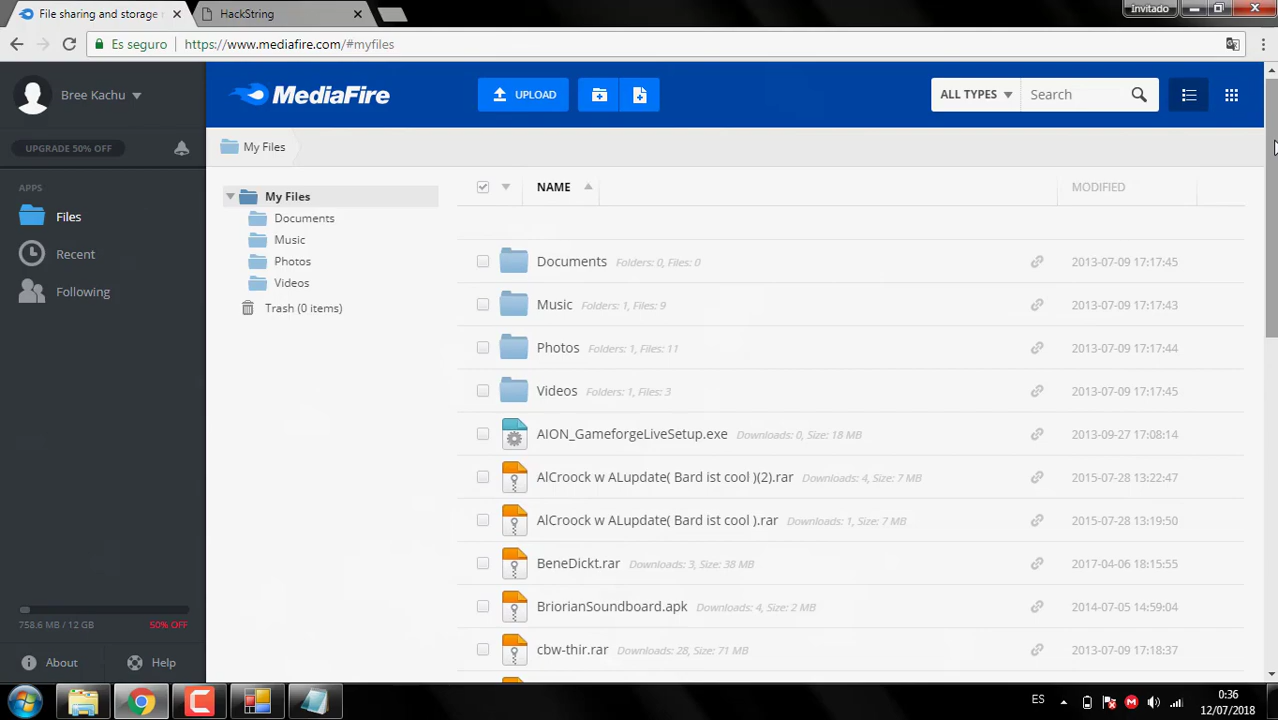 File sharing and storage
HackString
Invitado
Es seguro
https://www.mediafire.com/#myfiles
Bree Kachu
UPGRADE 50% OFF
APPS
Files
Recent
Following
758.6 MB / 12 GB
50% OFF
About
Help
MediaFire
UPLOAD
ALL TYPES
Search
My Files
My Files
Documents
Music
Photos
Videos
Trash (0 items)
NAME
MODIFIED
Documents Folders: 0, Files: 0 2013-07-09 17:17:45
Music Folders: 1, Files: 9 2013-07-09 17:17:43
Photos Folders: 1, Files: 11 2013-07-09 17:17:44
Videos Folders: 1, Files: 3 2013-07-09 17:17:45
AION_GameforgeLiveSetup.exe Downloads: 0, Size: 18 MB 2013-09-27 17:08:14
AlCroock w ALupdate( Bard ist cool )(2).rar Downloads: 4, Size: 7 MB 2015-07-28 13:22:47
AlCroock w ALupdate( Bard ist cool ).rar Downloads: 1, Size: 7 MB 2015-07-28 13:19:50
BeneDickt.rar Downloads: 3, Size: 38 MB 2017-04-06 18:15:55
BriorianSoundboard.apk Downloads: 4, Size: 2 MB 2014-07-05 14:59:04
cbw-thir.rar Downloads: 28, Size: 71 MB 2013-07-09 17:18:37
ES
0:36
12/07/2018